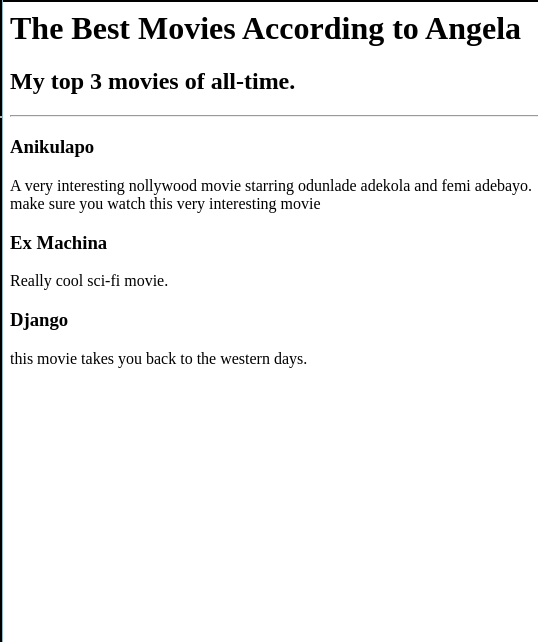 The Best Movies According to Angela
My top 3 movies of all-time.
Anikulapo
A very interesting nollywood movie starring odunlade adekola and femi adebayo.
make sure you watch this very interesting movie
Ex Machina
Really cool sci-fi movie.
Django
this movie takes you back to the western days.